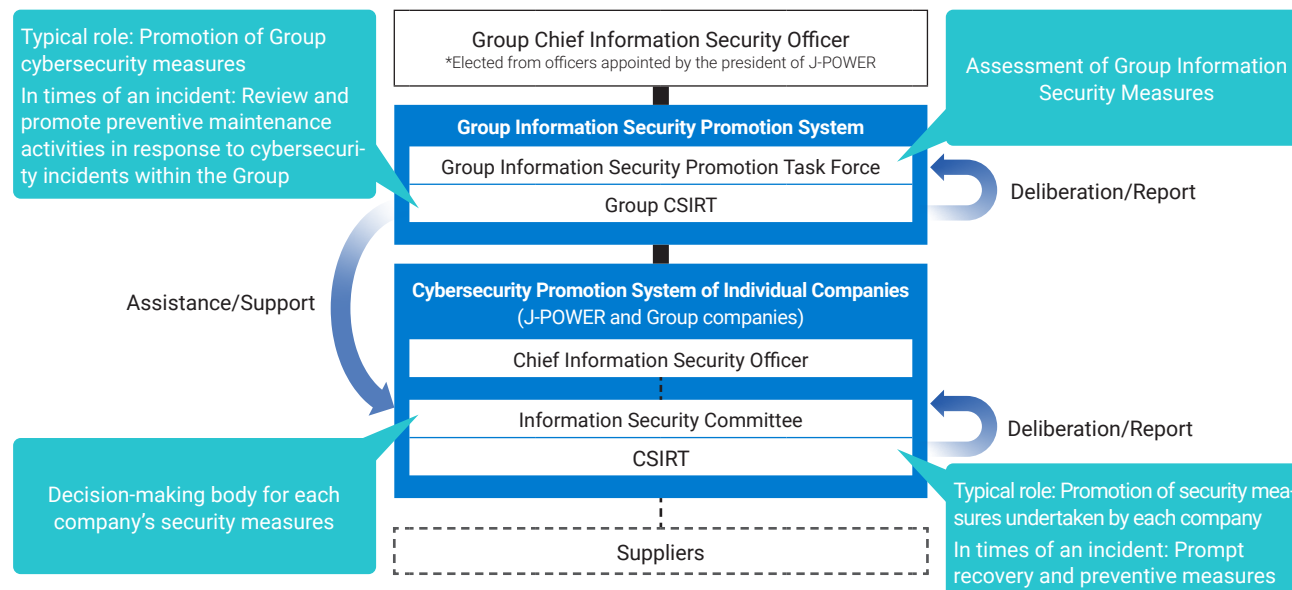 Typical role: Promotion of Group
cybersecurity measures
In times of an incident: Review and
promote preventive maintenance
activities in response to cybersecuri-
ty incidents within the Group
Group Chief Information Security Officer
*Elected from officers appointed by the president of J-POWER
Assessment of Group Information
Security Measures
Group Information Security Promotion System
Group Information Security Promotion Task Force
Group CSIRT
Deliberation/Report
Assistance/Support
Cybersecurity Promotion System of Individual Companies
(J-POWER and Group companies)
Chief Information Security Officer
Information Security Committee
CSIRT
Deliberation/Report
Decision-making body for each
company's security measures
Typical role: Promotion of security mea-
sures undertaken by each company
In times of an incident: Prompt
recovery and preventive measures
Suppliers